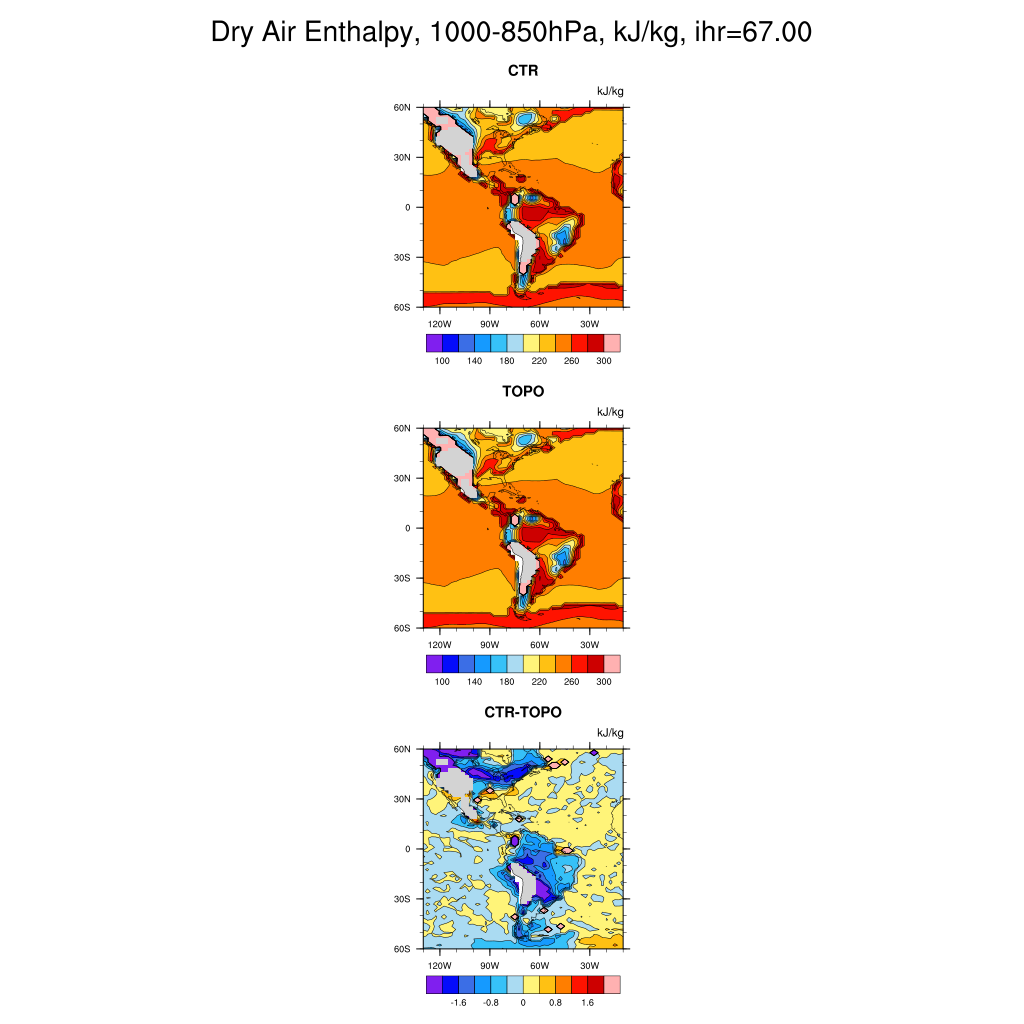 Dry Air Enthalpy, 1000-850hPa, kJ/kg, ihr=67.00
CTR
kJ/kg
60N
30N
0
30S
60S
120W 90W 60W 30W
100 140 180 220 260 300
TOPO
kJ/kg
60N
30N
0
30S
60S
120W 90W 60W 30W
100 140 180 220 260 300
CTR-TOPO
kJ/kg
60N
30N
0
30S
60S
120W 90W 60W 30W
-1.6 -0.8 0 0.8 1.6